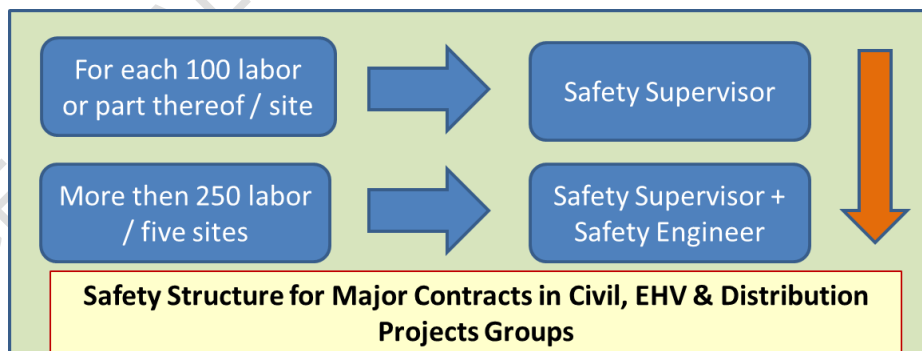 For each 100 labor
or part thereof / site
Safety Supervisor
More then 250 labor
/ five sites
Safety Supervisor +
Safety Engineer
Safety Structure for Major Contracts in Civil, EHV & Distribution
Projects Groups